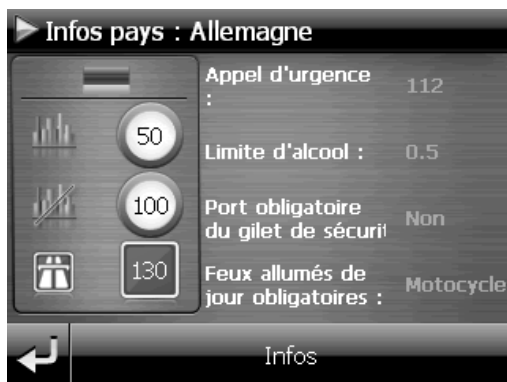 Infos pays : Allemagne
50
100
130
Appel d'urgence
:
112
Limite d'alcool :
0.5
Port obligatoire
du gilet de sécurit
Non
Feux allumés de
jour obligatoires :
Motocycle
Infos